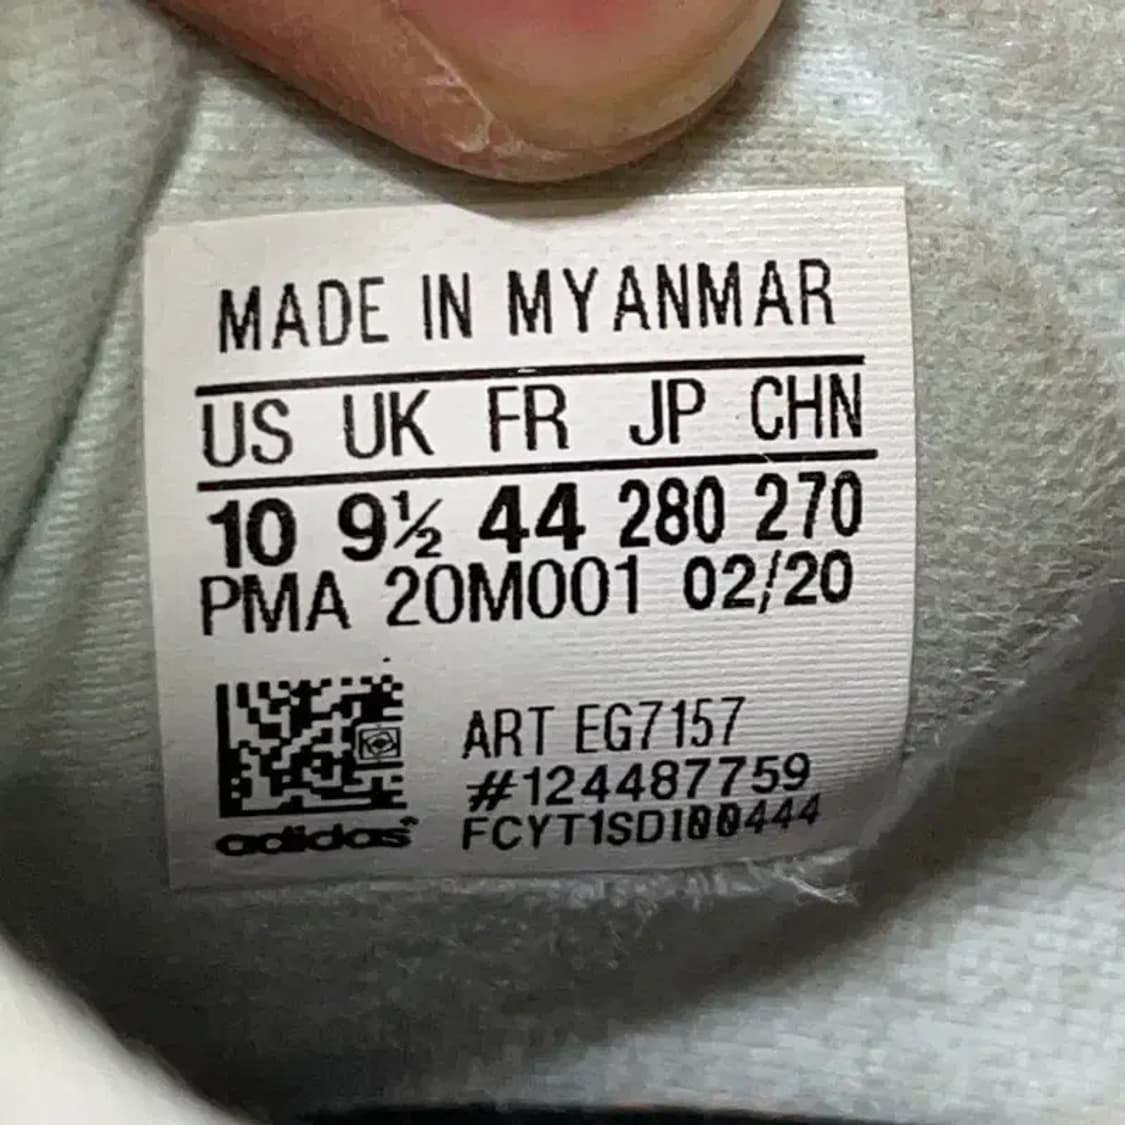 MADE IN MYANMAR
US UK FR JP CHN
10 9½ 44 280 270
PMA 20M001 02/20
ART EG7157
#124487759
FCYT1SDI00444
adidas